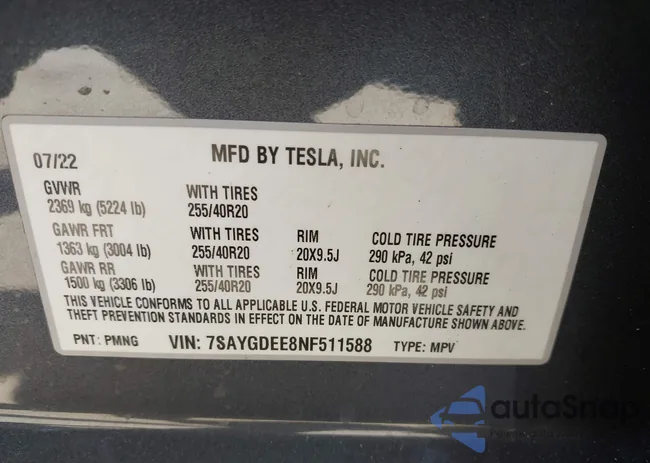 07/22 MFD BY TESLA, INC.
GVWR WITH TIRES
2369 kg (5224 lb) 255/40R20
GAWR FRT WITH TIRES RIM COLD TIRE PRESSURE
1363 kg (3004 lb) 255/40R20 20X9.5J 290 kPa, 42 psi
GAWR RR WITH TIRES RIM COLD TIRE PRESSURE
1500 kg (3306 lb) 255/40R20 20X9.5J 290 kPa, 42 psi
THIS VEHICLE CONFORMS TO ALL APPLICABLE U.S. FEDERAL MOTOR VEHICLE SAFETY AND
THEFT PREVENTION STANDARDS IN EFFECT ON THE DATE OF MANUFACTURE SHOWN ABOVE.
PNT: PMNG VIN: 7SAYGDEE8NF511588 TYPE: MPV
autoSnap